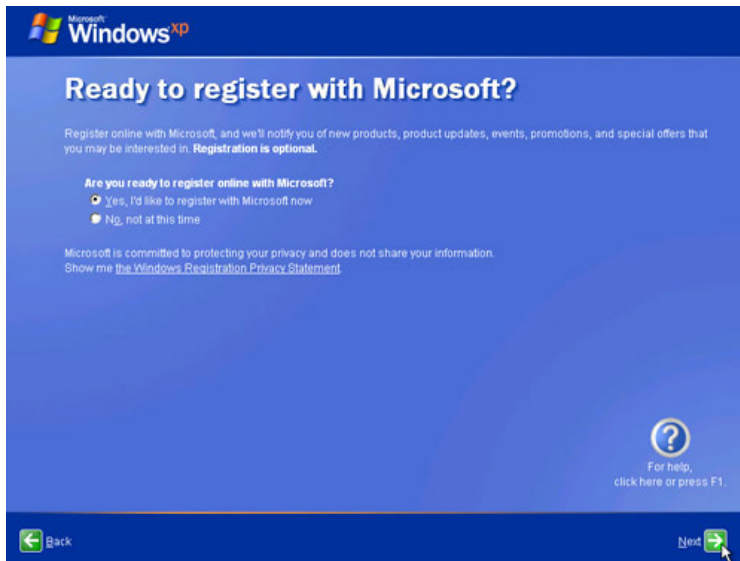 Microsoft
Windows xp
Ready to register with Microsoft?
Register online with Microsoft, and we'll notify you of new products, product updates, events, promotions, and special offers that
you may be interested in. Registration is optional.
Are you ready to register online with Microsoft?
Yes, I'd like to register with Microsoft now
No, not at this time
Microsoft is committed to protecting your privacy and does not share your information.
Show me the Windows Registration Privacy Statement.
?
For help,
click here or press F1.
Back
Next